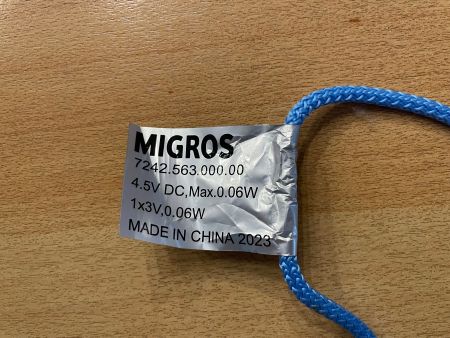 MIGROS
7242.563.000.00
4.5V DC,Max.0.06W
1x3V,0.06W
MADE IN CHINA 2023